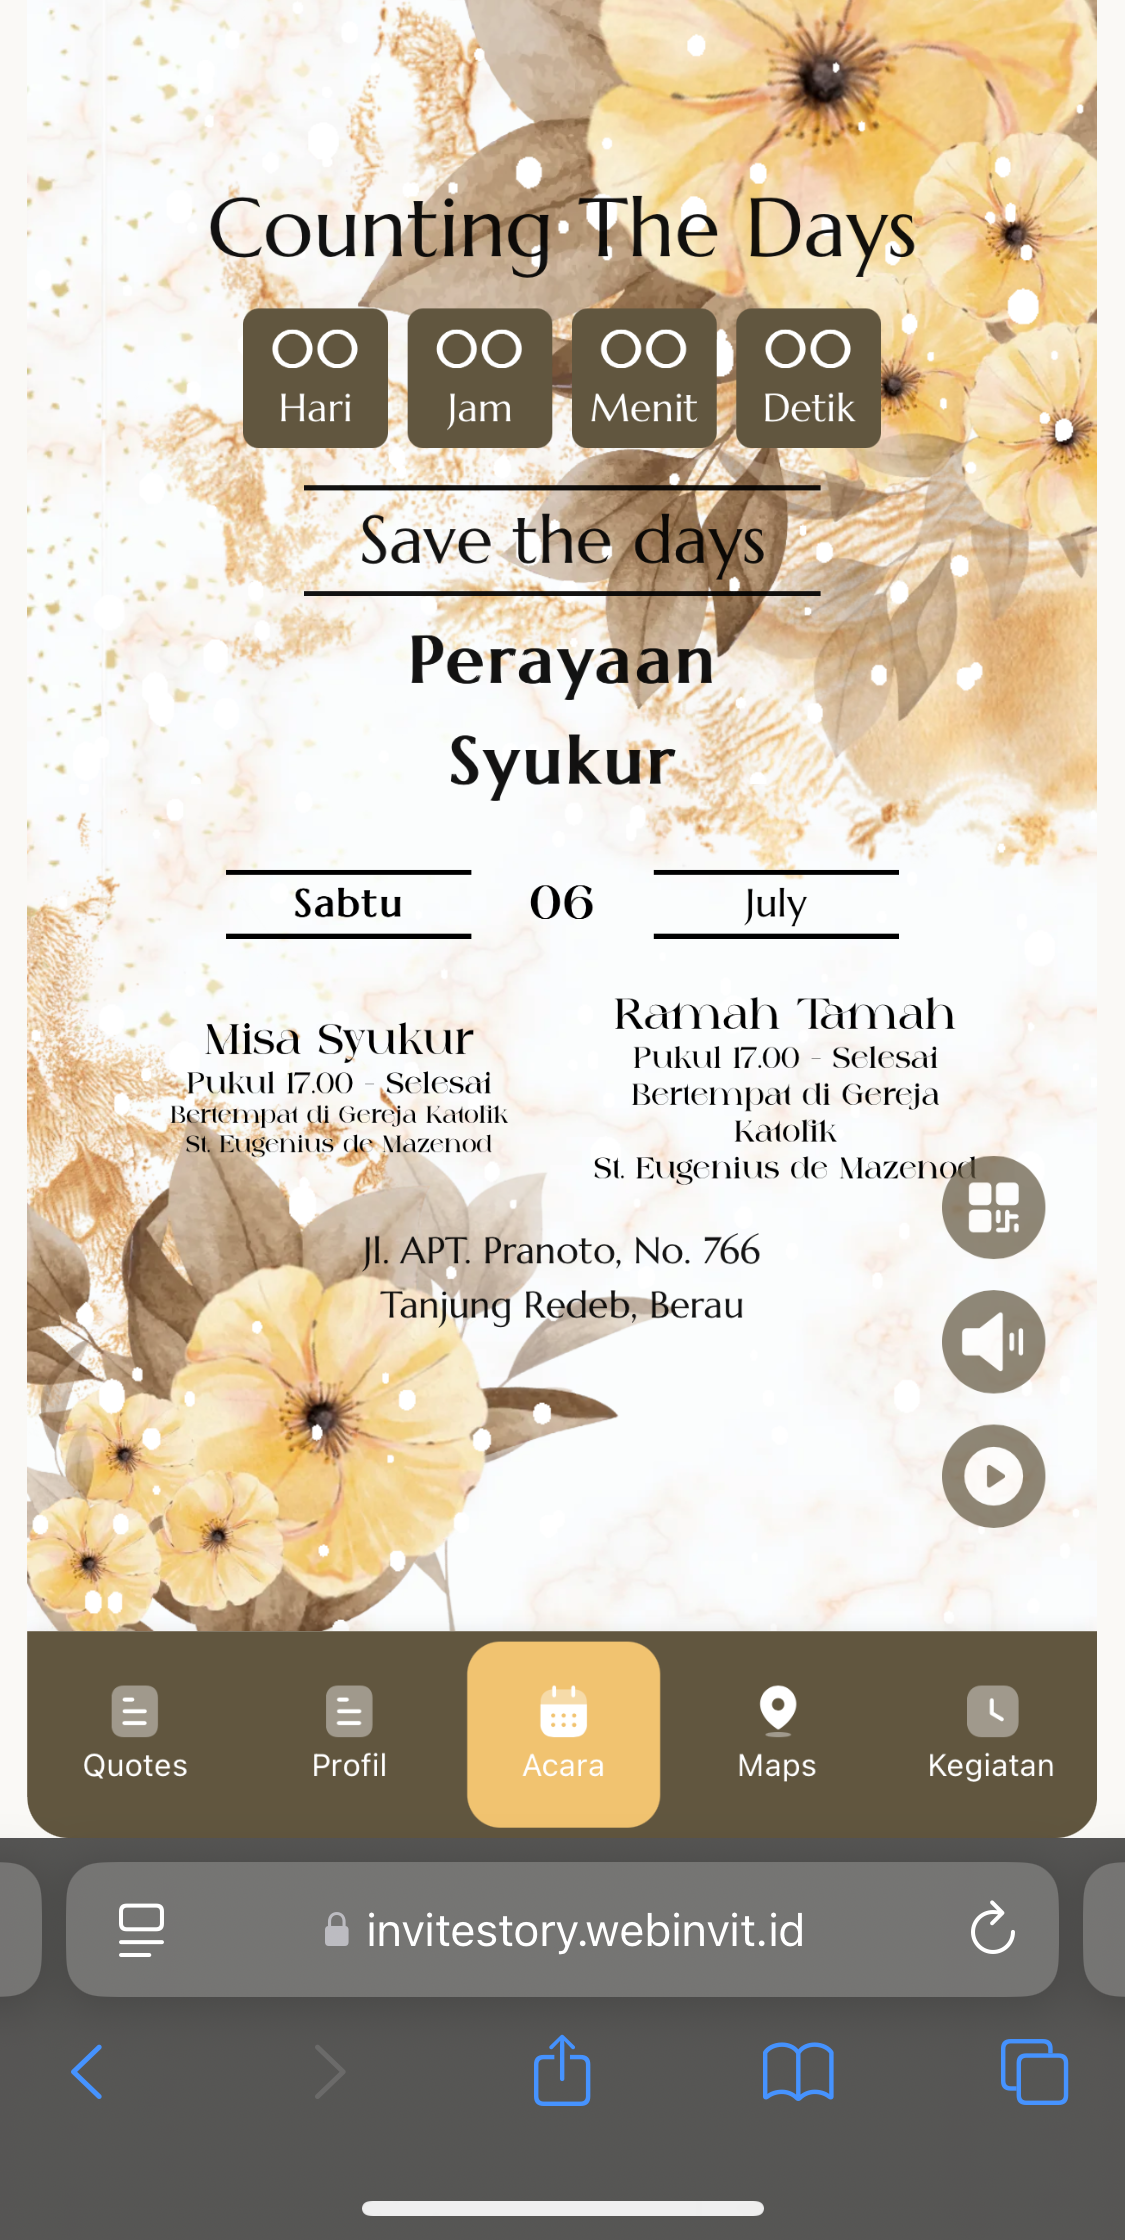 Counting The Days
00 00 00 00
Hari Jam Menit Detik
Save the days
Perayaan
Syukur
Sabtu 06 July
Misa Syukur
Pukul 17.00 - Selesai
Bertempat di Gereja Katolik
St. Eugenius de Mazenod
Ramah Tamah
Pukul 17.00 - Selesai
Bertempat di Gereja
Katolik
St. Eugenius de Mazenod
Jl. APT. Pranoto, No. 766
Tanjung Redeb, Berau
Quotes Profil Acara Maps Kegiatan
invitestory.webinvit.id